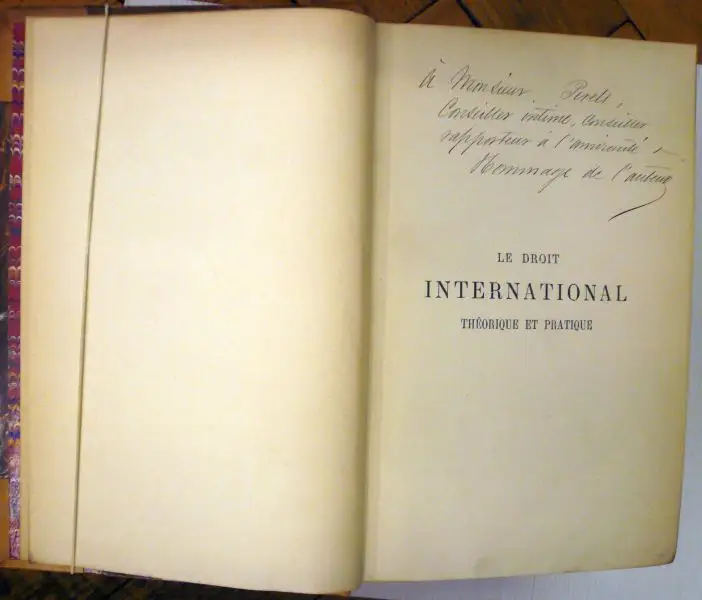 à Monsieur Perels,
Conseiller intime, Conseiller
rapporteur à l'amirauté
Hommage de l'auteur
LE DROIT
INTERNATIONAL
THÉORIQUE ET PRATIQUE